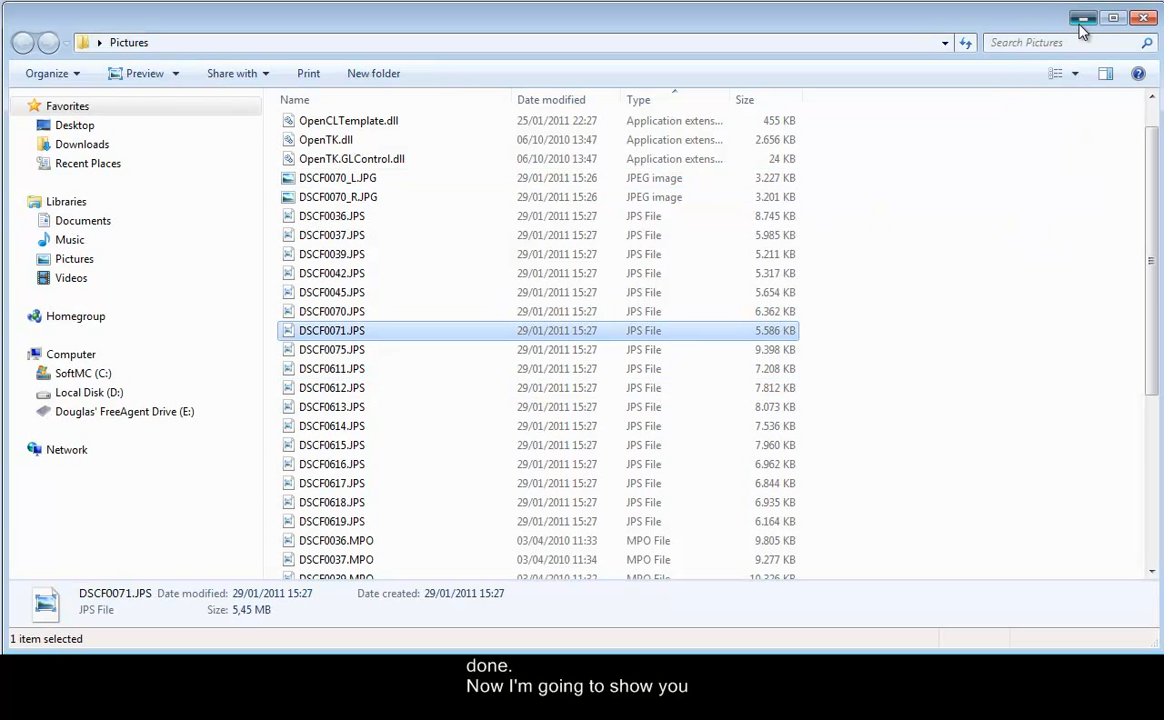 Pictures
Search Pictures
Organize Preview Share with Print New folder
Favorites
Desktop
Downloads
Recent Places
Libraries
Documents
Music
Pictures
Videos
Homegroup
Computer
SoftMC (C:)
Local Disk (D:)
Douglas' FreeAgent Drive (E:)
Network
Name Date modified Type Size
OpenCLTemplate.dll 25/01/2011 22:27 Application extens... 455 KB
OpenTK.dll 06/10/2010 13:47 Application extens... 2.656 KB
OpenTK.GLControl.dll 06/10/2010 13:47 Application extens... 24 KB
DSCF0070_L.JPG 29/01/2011 15:26 JPEG image 3.227 KB
DSCF0070_R.JPG 29/01/2011 15:26 JPEG image 3.201 KB
DSCF0036.JPS 29/01/2011 15:27 JPS File 8.745 KB
DSCF0037.JPS 29/01/2011 15:27 JPS File 5.985 KB
DSCF0039.JPS 29/01/2011 15:27 JPS File 5.211 KB
DSCF0042.JPS 29/01/2011 15:27 JPS File 5.317 KB
DSCF0045.JPS 29/01/2011 15:27 JPS File 5.654 KB
DSCF0070.JPS 29/01/2011 15:27 JPS File 6.362 KB
DSCF0071.JPS 29/01/2011 15:27 JPS File 5.586 KB
DSCF0075.JPS 29/01/2011 15:27 JPS File 9.398 KB
DSCF0611.JPS 29/01/2011 15:27 JPS File 7.208 KB
DSCF0612.JPS 29/01/2011 15:27 JPS File 7.812 KB
DSCF0613.JPS 29/01/2011 15:27 JPS File 8.073 KB
DSCF0614.JPS 29/01/2011 15:27 JPS File 7.536 KB
DSCF0615.JPS 29/01/2011 15:27 JPS File 7.960 KB
DSCF0616.JPS 29/01/2011 15:27 JPS File 6.962 KB
DSCF0617.JPS 29/01/2011 15:27 JPS File 6.844 KB
DSCF0618.JPS 29/01/2011 15:27 JPS File 6.935 KB
DSCF0619.JPS 29/01/2011 15:27 JPS File 6.164 KB
DSCF0036.MPO 03/04/2010 11:33 MPO File 9.805 KB
DSCF0037.MPO 03/04/2010 11:34 MPO File 9.277 KB
DSCF0039.MPO 03/04/2010 11:32 MPO File 10.326 KB
DSCF0071.JPS Date modified: 29/01/2011 15:27 Date created: 29/01/2011 15:27
JPS File Size: 5,45 MB
1 item selected
done.
Now I'm going to show you